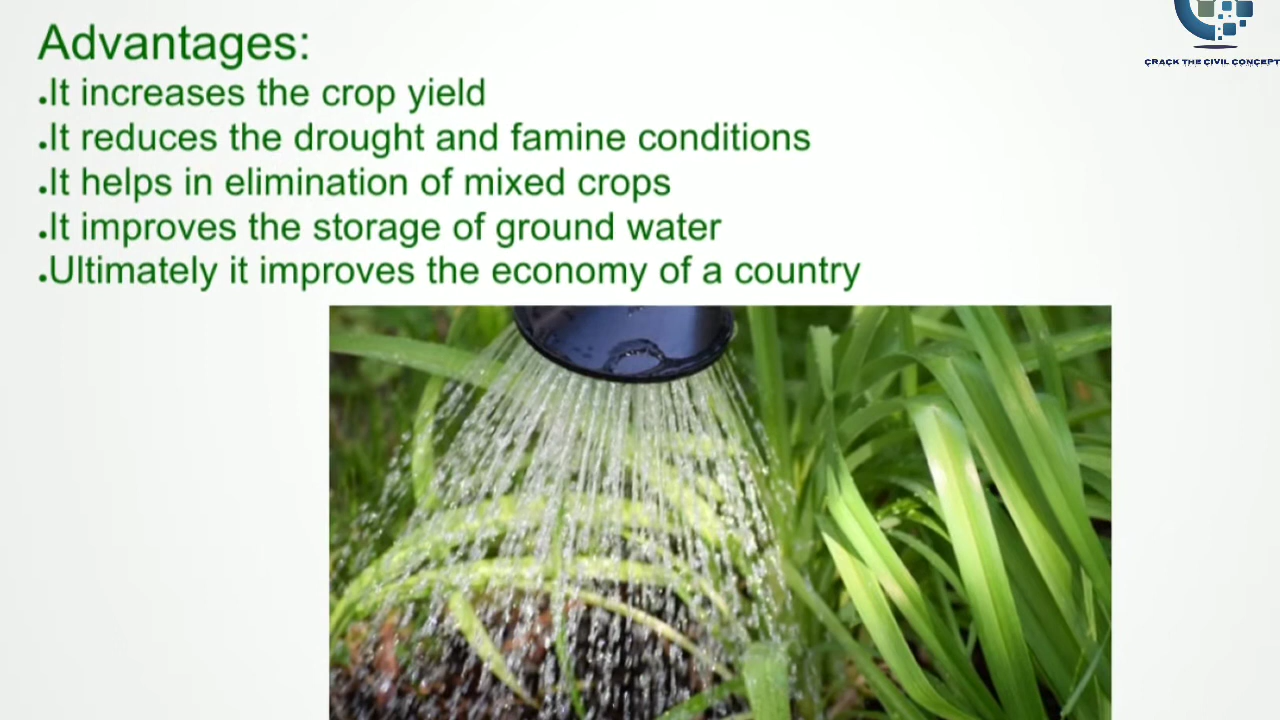 Advantages:
.It increases the crop yield
.It reduces the drought and famine conditions
.It helps in elimination of mixed crops
.It improves the storage of ground water
.Ultimately it improves the economy of a country
CRACK THE CIVIL CONCEPT